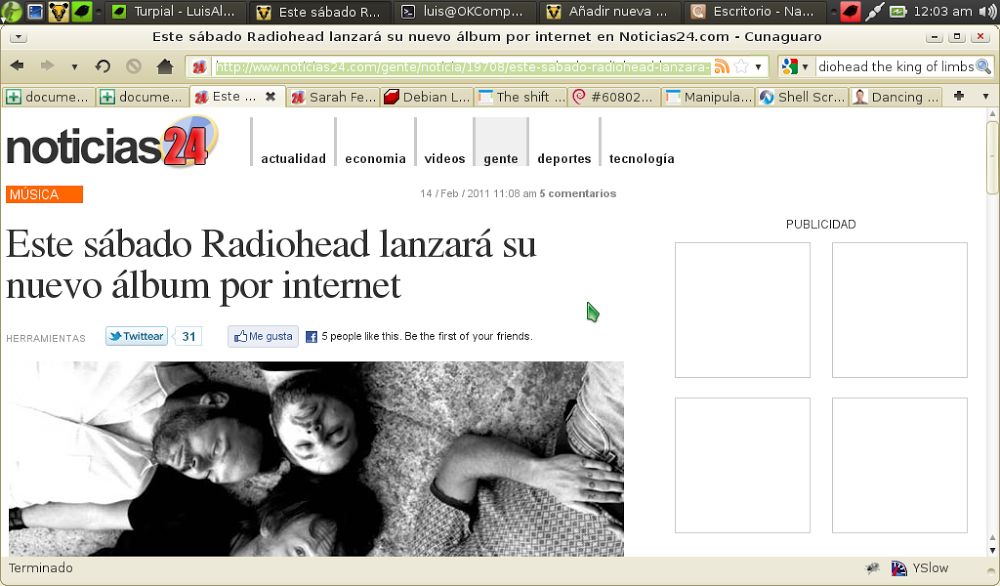 Turpial - LuisAl...
Este sábado R...
luis@OKComp...
Añadir nueva ...
Escritorio - Na...
12:03 am
Este sábado Radiohead lanzará su nuevo álbum por internet en Noticias24.com - Cunaguaro
http://www.noticias24.com/gente/noticia/19708/este-sabado-radiohead-lanzara-
diohead the king of limbs
docume...
docume...
Este ...
Sarah Fe...
Debian L...
The shift ...
#60802...
Manipula...
Shell Scr...
Dancing ...
noticias24
actualidad
economia
videos
gente
deportes
tecnología
MÚSICA
14 / Feb / 2011 11:08 am 5 comentarios
PUBLICIDAD
Este sábado Radiohead lanzará su
nuevo álbum por internet
HERRAMIENTAS
Twittear
31
Me gusta
5 people like this. Be the first of your friends.
Terminado
YSlow